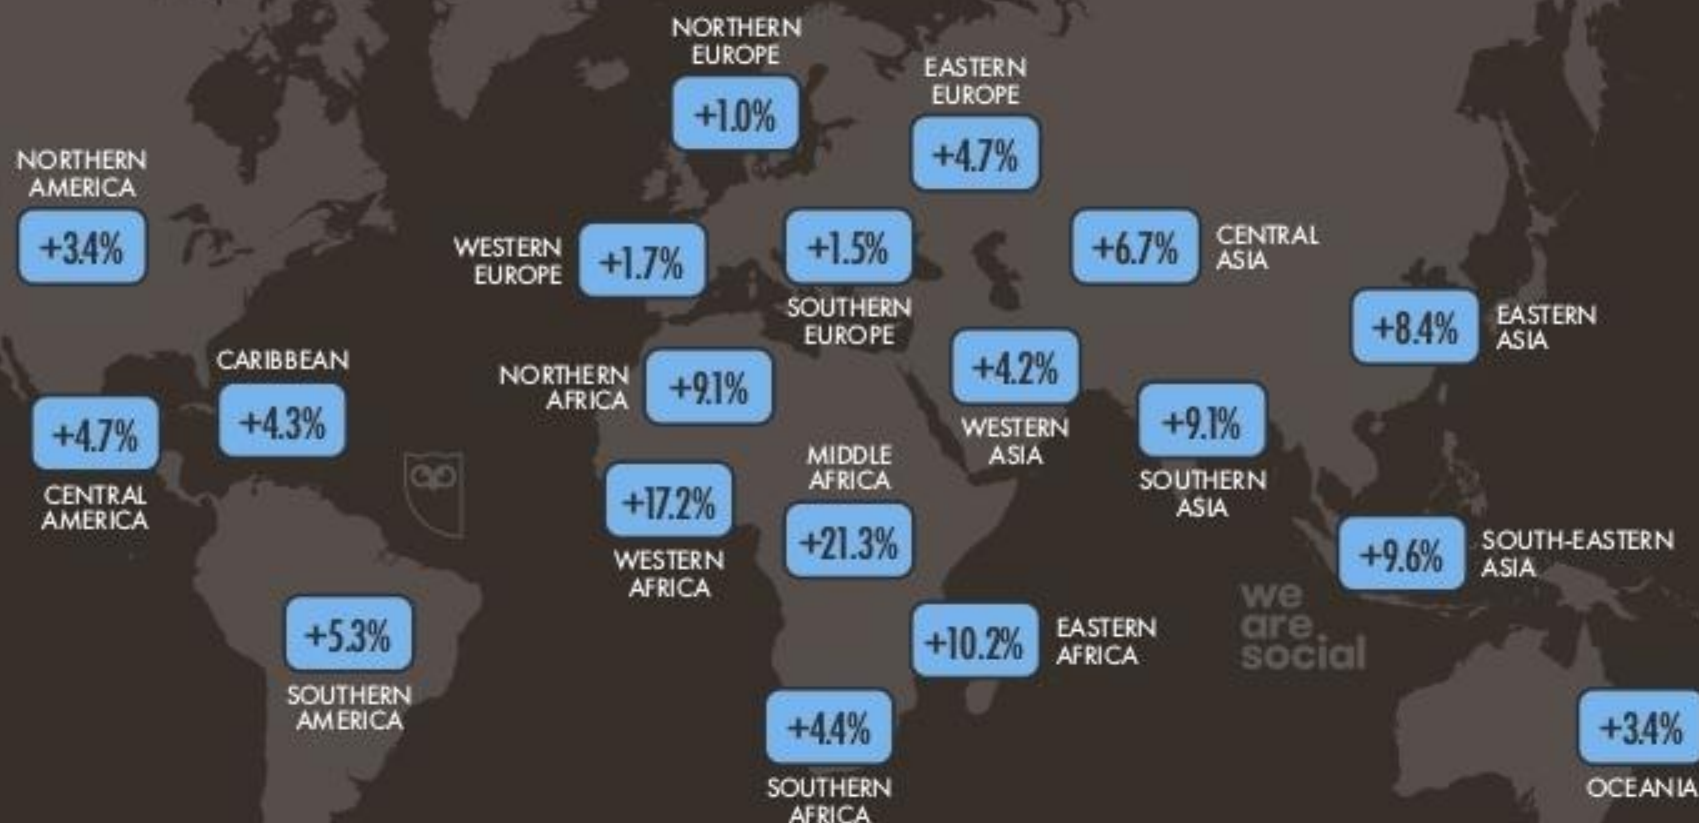 NORTHERN
EUROPE
+1.0%
EASTERN
EUROPE
+4.7%
NORTHERN
AMERICA
+3.4%
WESTERN
EUROPE
+1.7%
+1.5%
SOUTHERN
EUROPE
+6.7%
CENTRAL
ASIA
+8.4%
EASTERN
ASIA
CARIBBEAN
+4.3%
NORTHERN
AFRICA
+9.1%
+4.2%
WESTERN
ASIA
+9.1%
SOUTHERN
ASIA
+4.7%
CENTRAL
AMERICA
+17.2%
WESTERN
AFRICA
MIDDLE
AFRICA
+21.3%
+9.6%
SOUTH-EASTERN
ASIA
+5.3%
SOUTHERN
AMERICA
+10.2%
EASTERN
AFRICA
we
are
social
+4.4%
SOUTHERN
AFRICA
+3.4%
OCEANIA